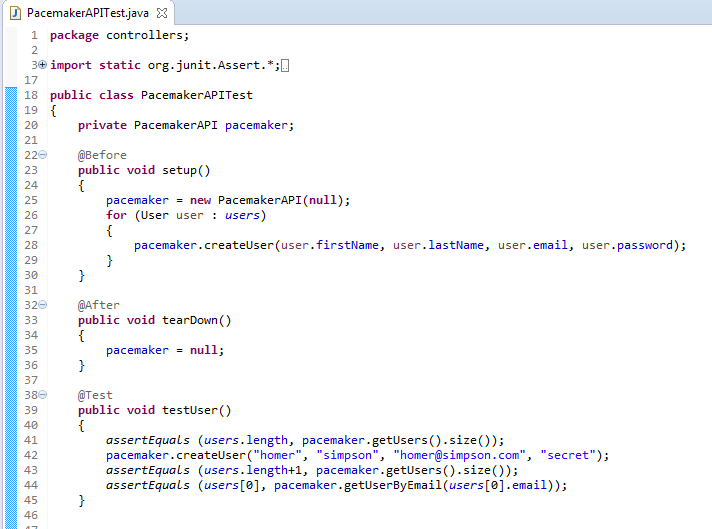 PacemakerAPITest.java
1 package controllers;
2
3 import static org.junit.Assert.*;
17
18 public class PacemakerAPITest
19 {
20 private PacemakerAPI pacemaker;
21
22 @Before
23 public void setup()
24 {
25 pacemaker = new PacemakerAPI(null);
26 for (User user : users)
27 {
28 pacemaker.createUser(user.firstName, user.lastName, user.email, user.password);
29 }
30 }
31
32 @After
33 public void tearDown()
34 {
35 pacemaker = null;
36 }
37
38 @Test
39 public void testUser()
40 {
41 assertEquals (users.length, pacemaker.getUsers().size());
42 pacemaker.createUser("homer", "simpson", "homer@simpson.com", "secret");
43 assertEquals (users.length+1, pacemaker.getUsers().size());
44 assertEquals (users[0], pacemaker.getUserByEmail(users[0].email));
45 }
46